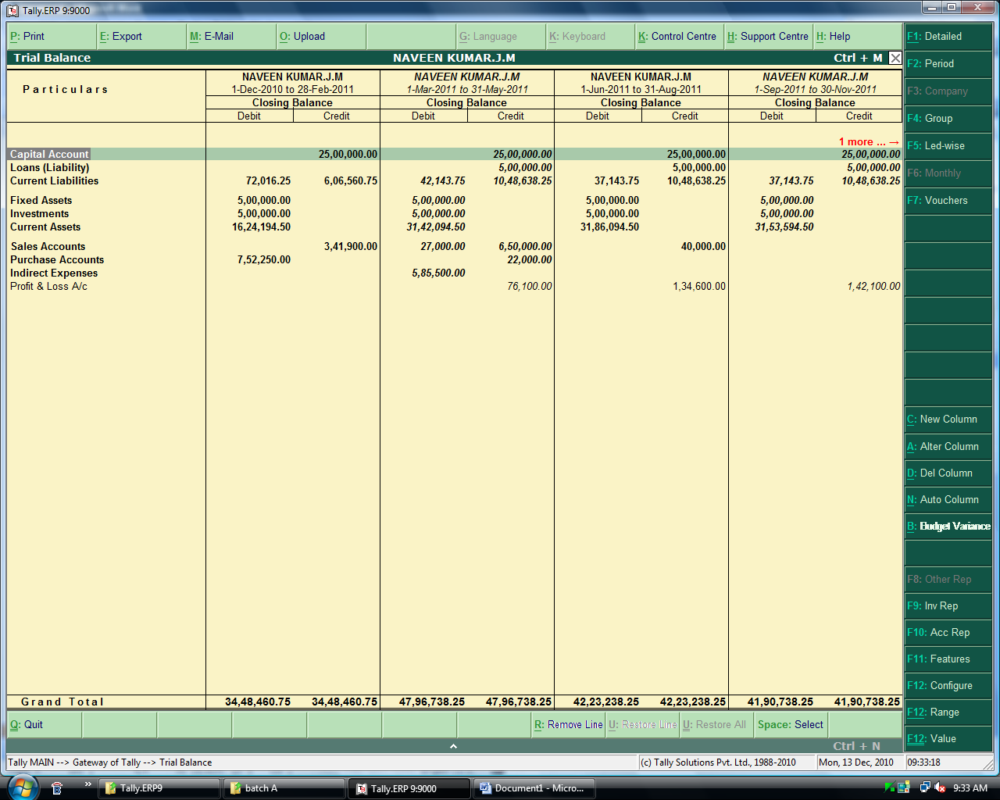 Tally.ERP 9:9000
P: Print E: Export M: E-Mail O: Upload G: Language K: Keyboard K: Control Centre H: Support Centre H: Help
Trial Balance NAVEEN KUMAR.J.M Ctrl + M
Particulars NAVEEN KUMAR.J.M NAVEEN KUMAR.J.M NAVEEN KUMAR.J.M NAVEEN KUMAR.J.M
1-Dec-2010 to 28-Feb-2011 1-Mar-2011 to 31-May-2011 1-Jun-2011 to 31-Aug-2011 1-Sep-2011 to 30-Nov-2011
Closing Balance Closing Balance Closing Balance Closing Balance
Debit Credit Debit Credit Debit Credit Debit Credit
1 more ... →
Capital Account 25,00,000.00 25,00,000.00 25,00,000.00 25,00,000.00
Loans (Liability) 5,00,000.00 5,00,000.00 5,00,000.00
Current Liabilities 72,016.25 6,06,560.75 42,143.75 10,48,638.25 37,143.75 10,48,638.25 37,143.75 10,48,638.25
Fixed Assets 5,00,000.00 5,00,000.00 5,00,000.00 5,00,000.00
Investments 5,00,000.00 5,00,000.00 5,00,000.00 5,00,000.00
Current Assets 16,24,194.50 31,42,094.50 31,86,094.50 31,53,594.50
Sales Accounts 3,41,900.00 27,000.00 6,50,000.00 40,000.00
Purchase Accounts 7,52,250.00 22,000.00
Indirect Expenses 5,85,500.00
Profit & Loss A/c 76,100.00 1,34,600.00 1,42,100.00
Grand Total 34,48,460.75 34,48,460.75 47,96,738.25 47,96,738.25 42,23,238.25 42,23,238.25 41,90,738.25 41,90,738.25
F1: Detailed
F2: Period
F3: Company
F4: Group
F5: Led-wise
F6: Monthly
F7: Vouchers
C: New Column
A: Alter Column
D: Del Column
N: Auto Column
B: Budget Variance
F8: Other Rep
F9: Inv Rep
F10: Acc Rep
F11: Features
F12: Configure
F12: Range
F12: Value
Q: Quit R: Remove Line U: Restore Line U: Restore All Space: Select
Ctrl + N
Tally MAIN --> Gateway of Tally --> Trial Balance (c) Tally Solutions Pvt. Ltd., 1988-2010 Mon, 13 Dec, 2010 09:33:18
Tally.ERP9 batch A Tally.ERP 9:9000 Document1 - Micro... 9:33 AM